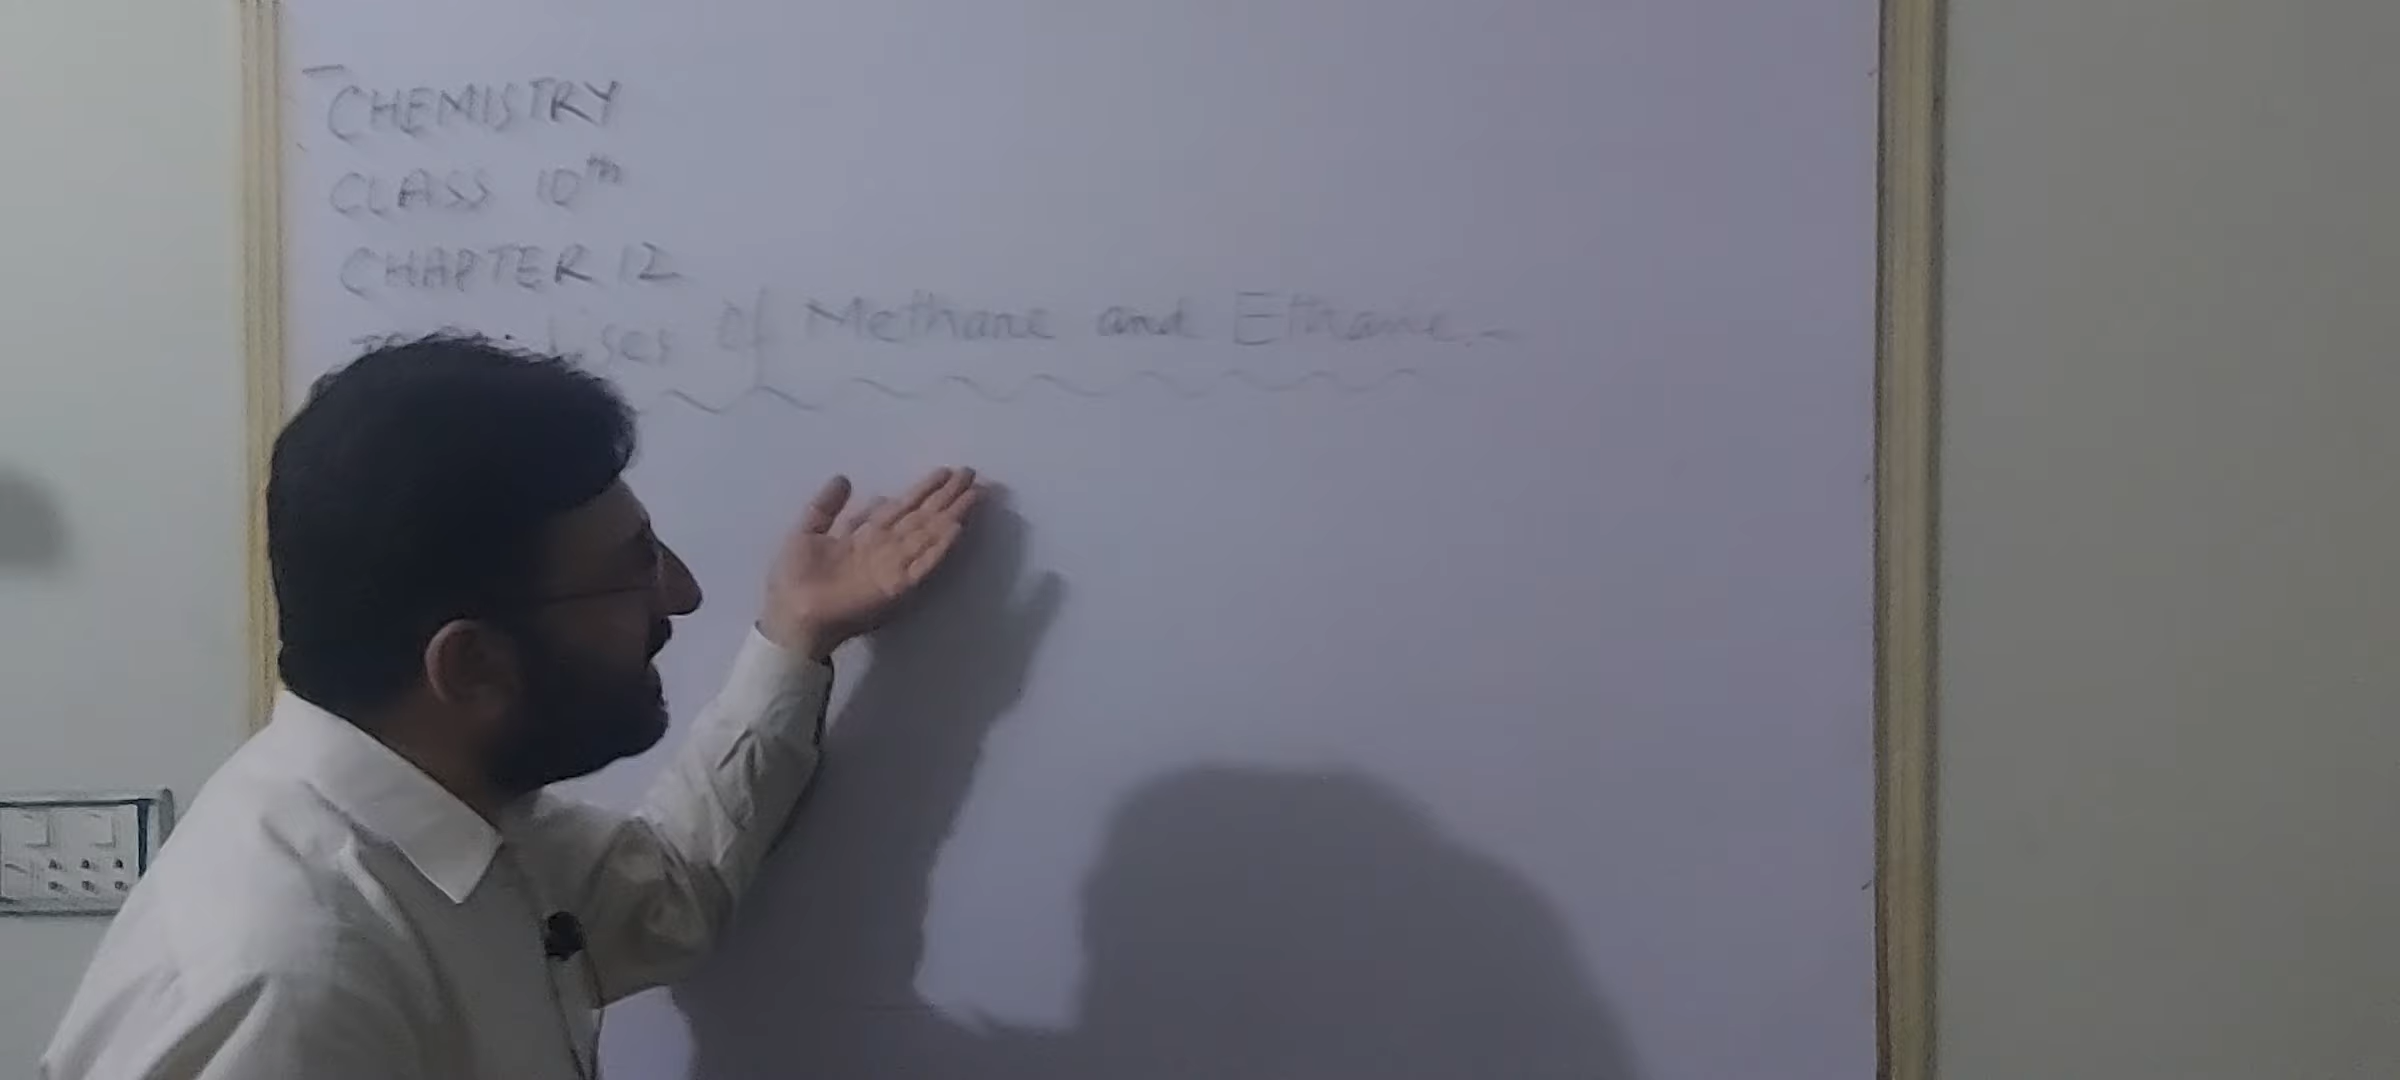 CHEMISTRY
CLASS 10th
CHAPTER 12
Uses of Methane and Ethane.